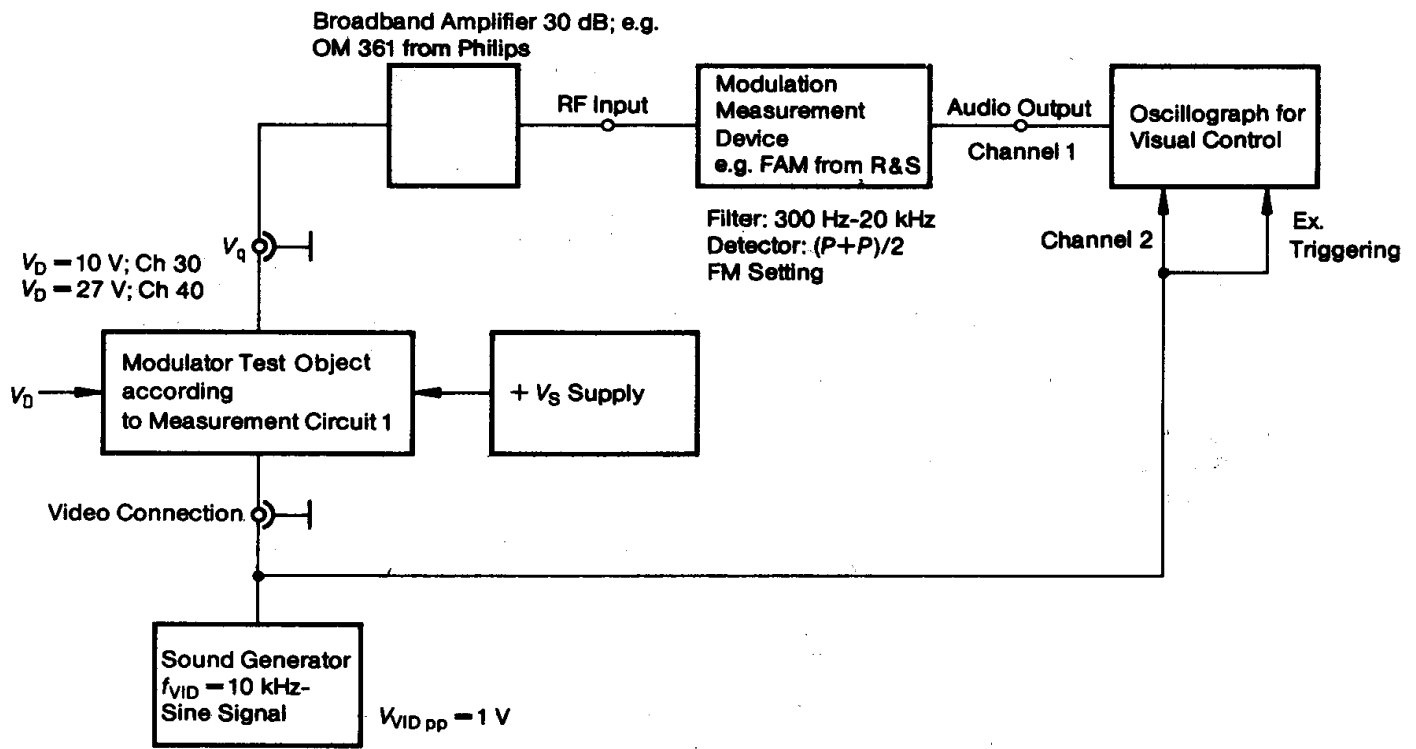 Broadband Amplifier 30 dB; e.g.
OM 361 from Philips
RF Input
Modulation
Measurement
Device
e.g. FAM from R&S
Audio Output
Channel 1
Oscillograph for
Visual Control
Filter: 300 Hz-20 kHz
Detector: (P+P)/2
FM Setting
Channel 2
Ex.
Triggering
Vq
VD = 10 V; Ch 30
VD = 27 V; Ch 40
VD
Modulator Test Object
according
to Measurement Circuit 1
+ VS Supply
Video Connection
Sound Generator
fVID = 10 kHz-
Sine Signal
VVID pp = 1 V